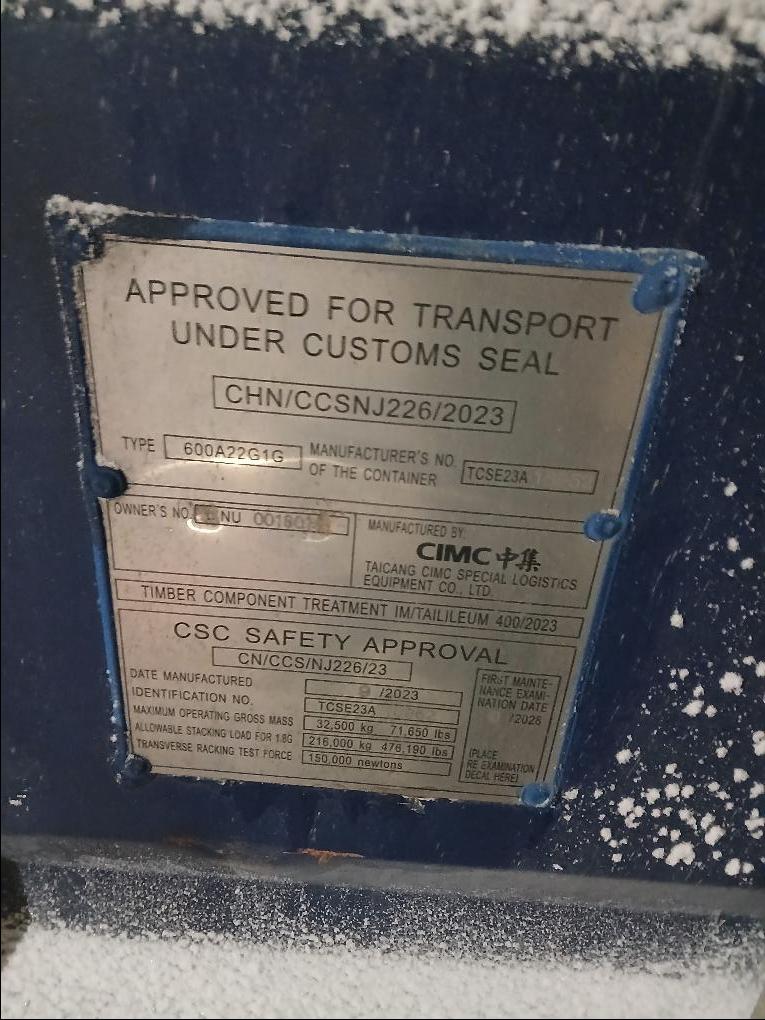 APPROVED FOR TRANSPORT
UNDER CUSTOMS SEAL
CHN/CCSNJ226/2023
TYPE 600A22G1G
MANUFACTURER'S NO.
OF THE CONTAINER TCSE23A
OWNER'S NO.
MANUFACTURED BY:
CIMC 中集
TAICANG CIMC SPECIAL LOGISTICS
EQUIPMENT CO., LTD.
TIMBER COMPONENT TREATMENT IM/TAILILEUM 400/2023
CSC SAFETY APPROVAL
CN/CCS/NJ226/23
DATE MANUFACTURED 9 /2023
IDENTIFICATION NO. TCSE23A
MAXIMUM OPERATING GROSS MASS 32,500 kg 71,650 lbs
ALLOWABLE STACKING LOAD FOR 1.8G 216,000 kg 476,190 lbs
TRANSVERSE RACKING TEST FORCE 150,000 newtons
FIRST MAINTE-
NANCE EXAMI-
NATION DATE
/2028
(PLACE
RE EXAMINATION
DECAL HERE)